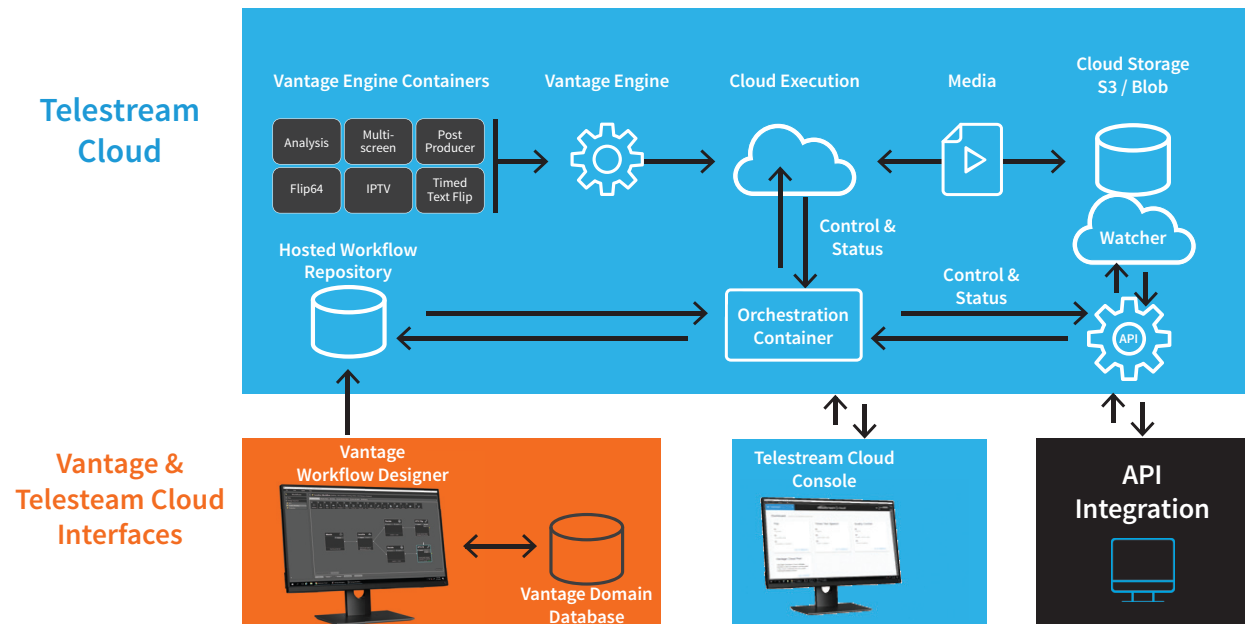 Telestream
Cloud
Vantage Engine Containers
Vantage Engine
Cloud Execution
Media
Cloud Storage
S3 / Blob
Analysis
Multi-
screen
Post
Producer
Flip64
IPTV
Timed
Text Flip
Control &
Status
Watcher
Hosted Workflow
Repository
Control &
Status
Orchestration
Container
API
Vantage &
Telesteam Cloud
Interfaces
Vantage
Workflow Designer
Vantage Domain
Database
Telestream Cloud
Console
API
Integration